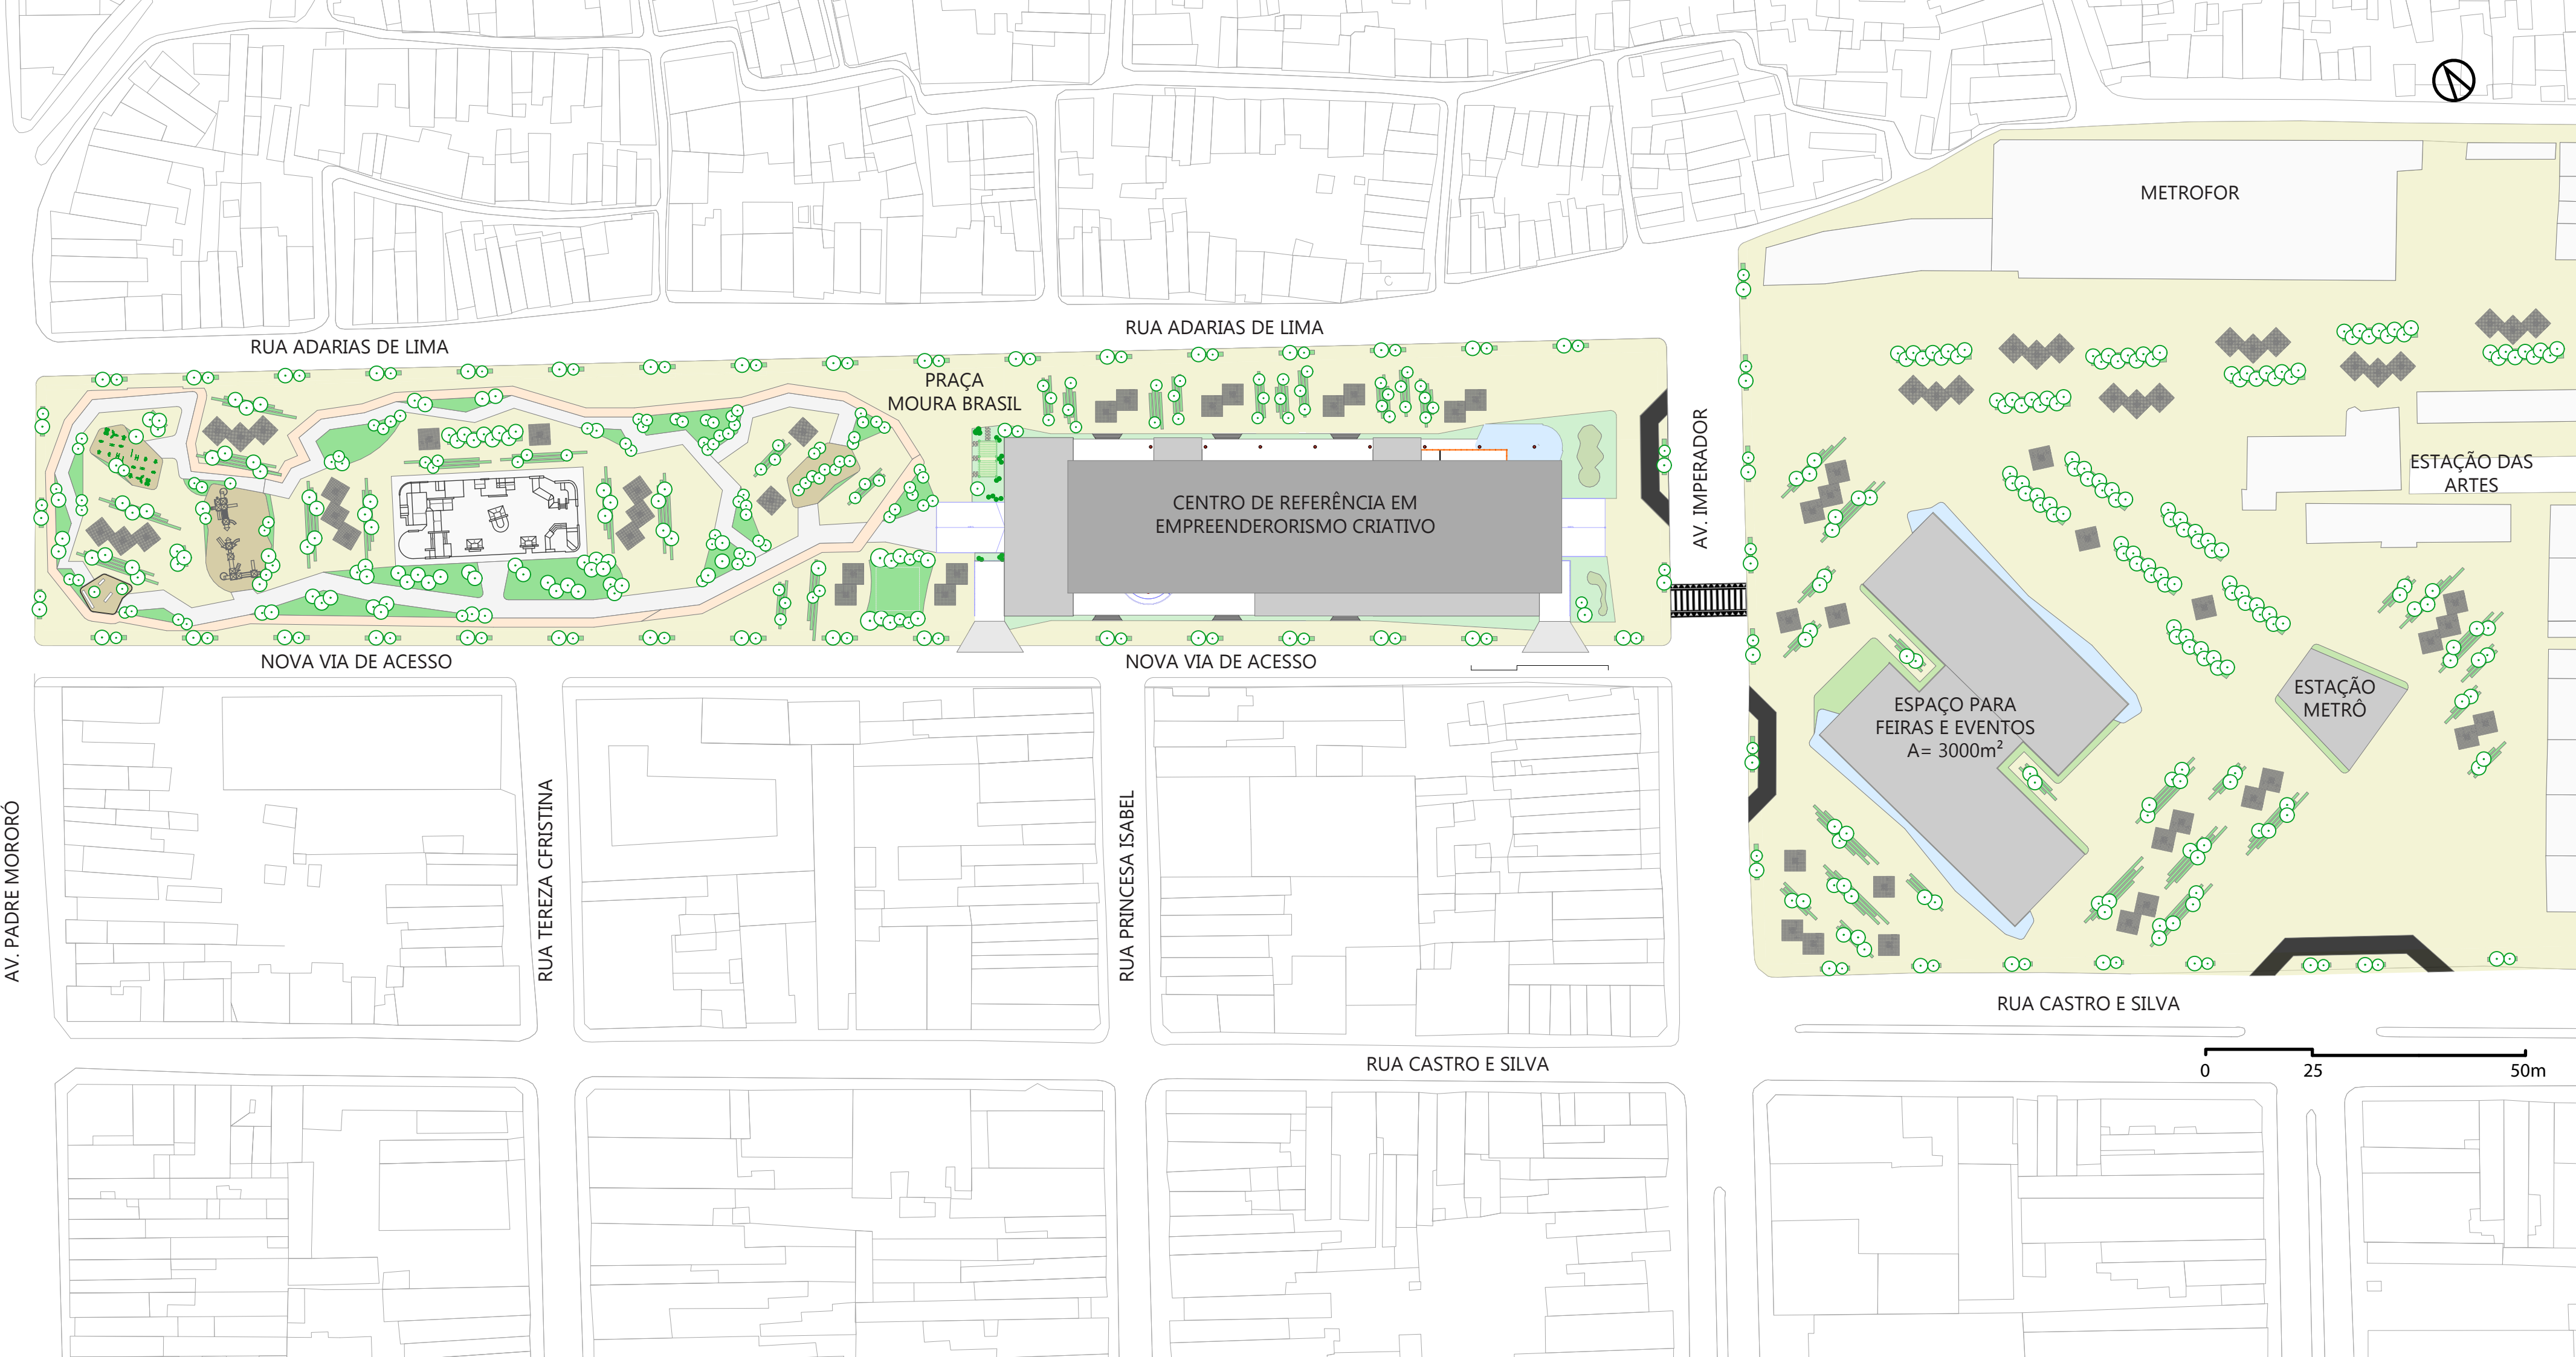 METROFOR
RUA ADARIAS DE LIMA
RUA ADARIAS DE LIMA
PRAÇA
MOURA BRASIL
AV. IMPERADOR
ESTAÇÃO DAS
ARTES
CENTRO DE REFERÊNCIA EM
EMPREENDERORISMO CRIATIVO
NOVA VIA DE ACESSO
NOVA VIA DE ACESSO
ESPAÇO PARA
FEIRAS E EVENTOS
A= 3000m²
ESTAÇÃO
METRÔ
AV. PADRE MORORÓ
RUA TEREZA CFRISTINA
RUA PRINCESA ISABEL
RUA CASTRO E SILVA
RUA CASTRO E SILVA
0 25 50m